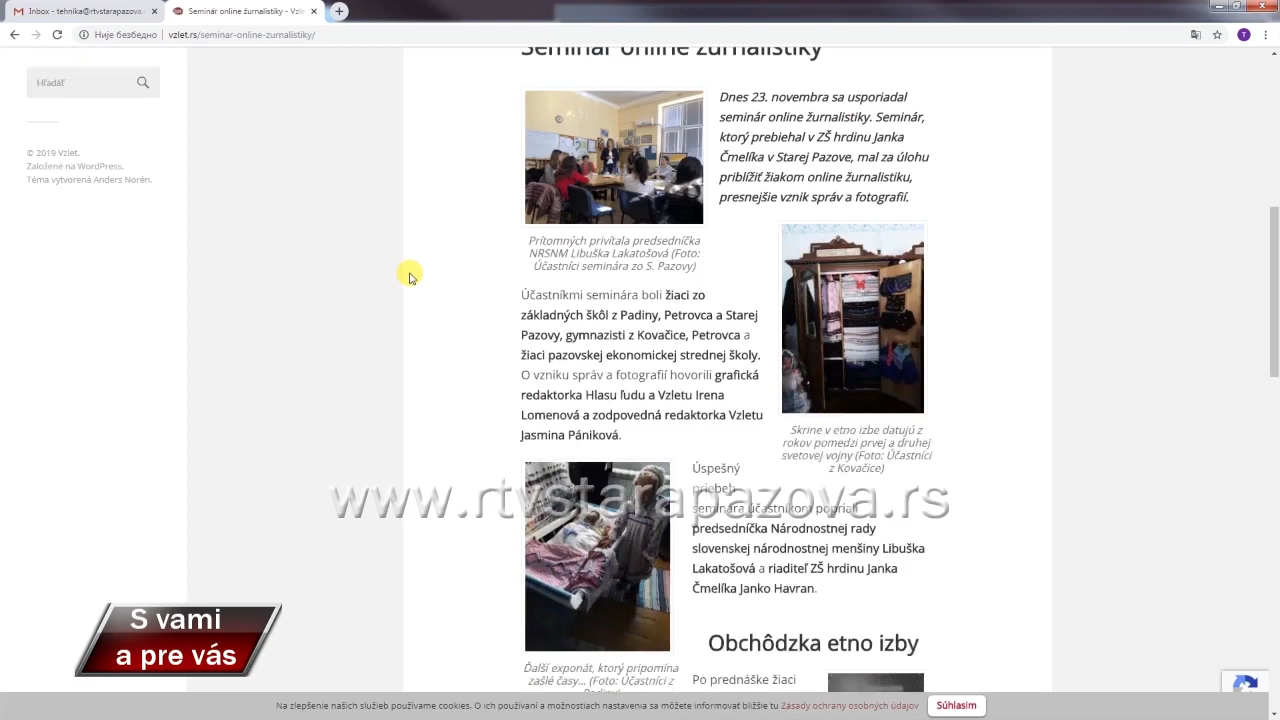 Inbox - tehnika@rtvstarapazova.
Seminár online žurnalistiky - Vzle
Није безбедно
vzlet.rs/seminar-online-zurnalistiky/
T
Hľadáť
© 2019 Vzlet.
Založené na WordPress.
Téma vytvorená Anders Norén.
Seminár online žurnalistiky
Dnes 23. novembra sa usporiadal
seminár online žurnalistiky. Seminár,
ktorý prebiehal v ZŠ hrdinu Janka
Čmelíka v Starej Pazove, mal za úlohu
priblížiť žiakom online žurnalistiku,
presnejšie vznik správ a fotografií.
Prítomných privítala predsedníčka
NRSNM Libuška Lakatošová (Foto:
Účastníci seminára zo S. Pazovy)
Účastníkmi seminára boli žiaci zo
základných škôl z Padiny, Petrovca a Starej
Pazovy, gymnazisti z Kovačice, Petrovca a
žiaci pazovskej ekonomickej strednej školy.
O vzniku správ a fotografií hovorili grafická
redaktorka Hlasu ľudu a Vzletu Irena
Lomenová a zodpovedná redaktorka Vzletu
Jasmina Pániková.
Skrine v etno izbe datujú z
rokov pomedzi prvej a druhej
svetovej vojny (Foto: Účastníci
z Kovačice)
Úspešný
priebeh
seminára účastníkom popriali
predsedníčka Národnostnej rady
slovenskej národnostnej menšiny Libuška
Lakatošová a riaditeľ ZŠ hrdinu Janka
Čmelíka Janko Havran.
www.rtvstarapazova.rs
Ďalší exponát, ktorý pripomína
zašlé časy... (Foto: Účastníci z
Padiny)
Obchôdzka etno izby
Po prednáške žiaci
S vami
a pre vás
Na zlepšenie našich služieb používame cookies. O ich používaní a možnostiach nastavenia sa môžete informovať bližšie tu Zásady ochrany osobných údajov
Súhlasim